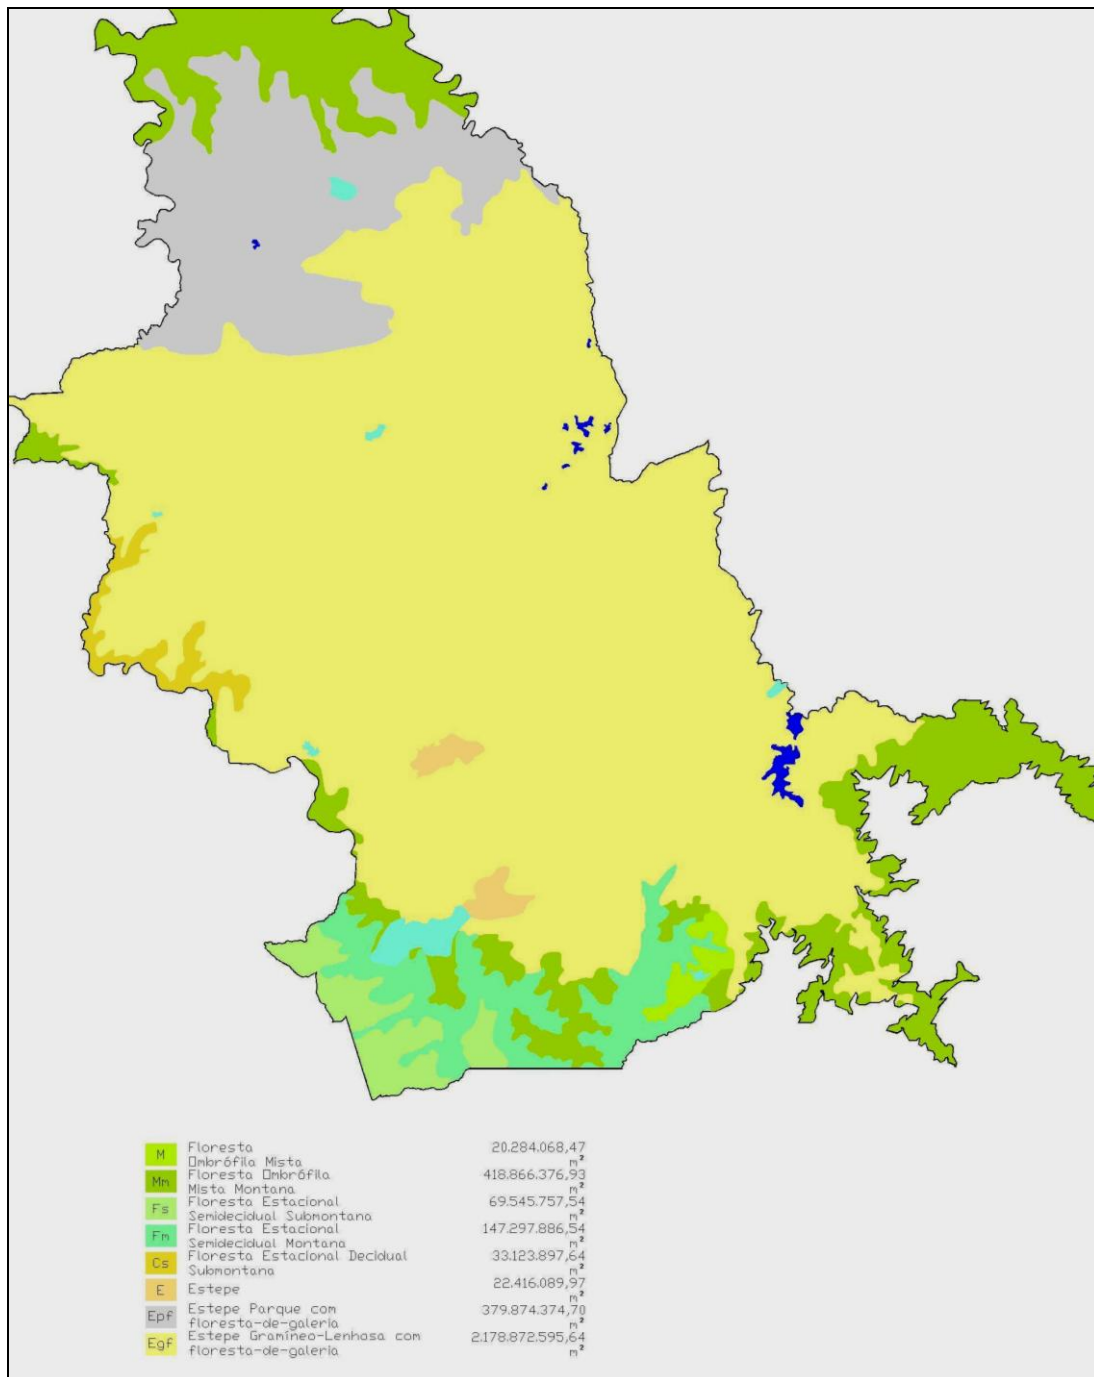 M Floresta 20.284.068,47
Ombrófila Mista m²
Mm Floresta Ombrófila 418.866.376,93
Mista Montana m²
Fs Floresta Estacional 69.545.757,54
Semidecidual Submontana m²
Fm Floresta Estacional 147.297.886,54
Semidecidual Montana m²
Cs Floresta Estacional Decidual 33.123.897,64
Submontana m²
E Estepe 22.416.089,97
m²
Epf Estepe Parque com 379.874.374,70
floresta-de-galeria m²
Egf Estepe Gramíneo-Lenhosa com 2.178.872.595,64
floresta-de-galeria m²